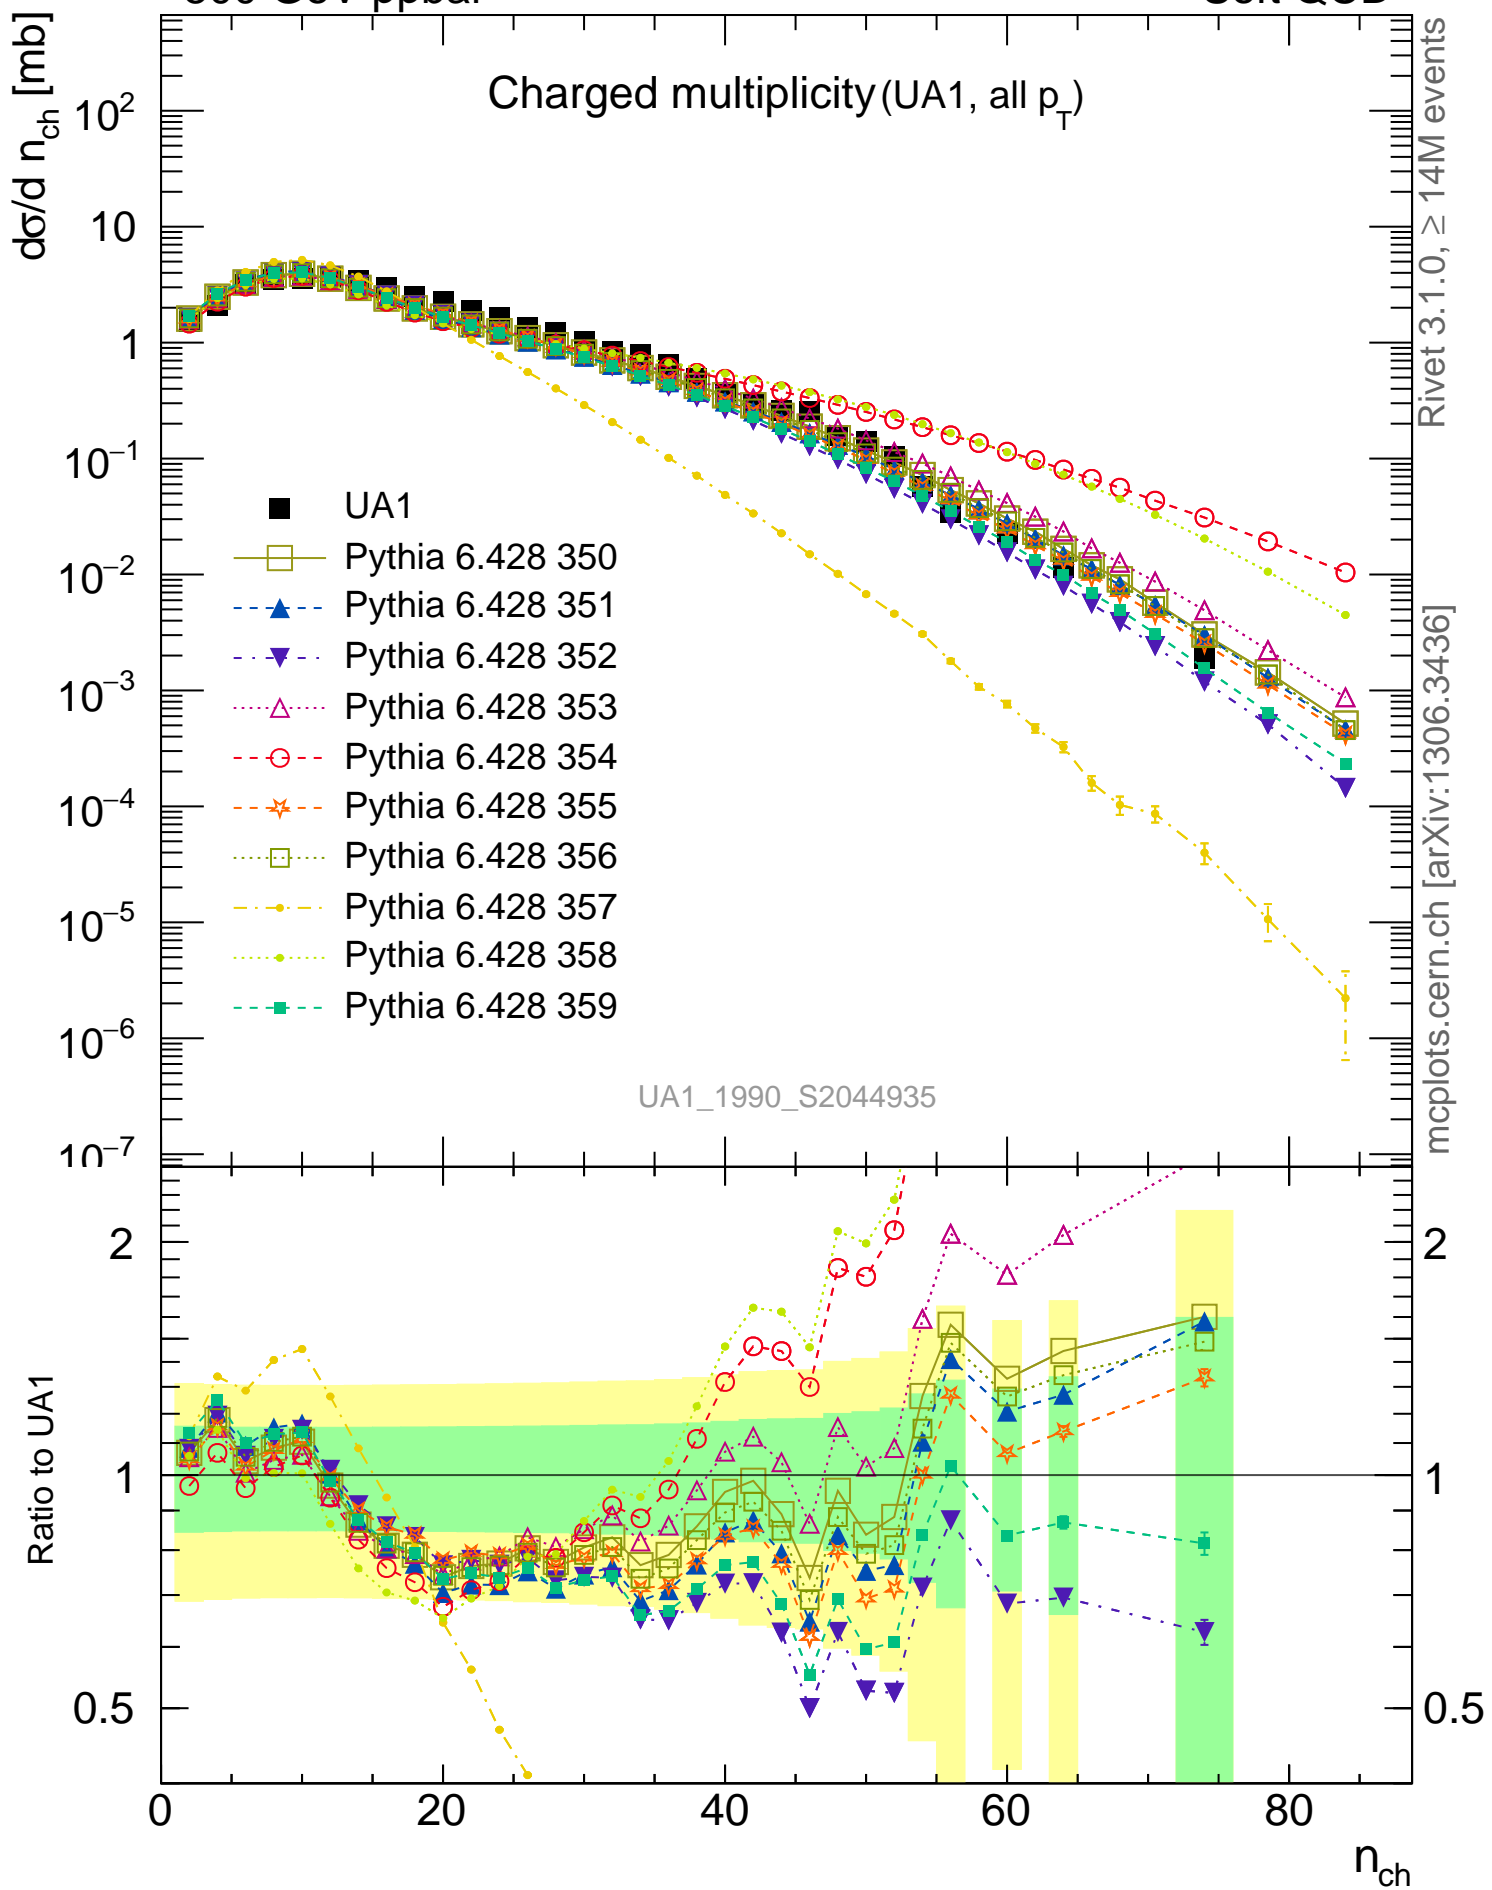 Charged multiplicity (UA1, all pT)
dσ/d nch [mb]
10²
10
1
10⁻¹
10⁻²
10⁻³
10⁻⁴
10⁻⁵
10⁻⁶
10⁻⁷
UA1
Pythia 6.428 350
Pythia 6.428 351
Pythia 6.428 352
Pythia 6.428 353
Pythia 6.428 354
Pythia 6.428 355
Pythia 6.428 356
Pythia 6.428 357
Pythia 6.428 358
Pythia 6.428 359
UA1_1990_S2044935
Rivet 3.1.0, ≥ 14M events
mcplots.cern.ch [arXiv:1306.3436]
Ratio to UA1
2
1
0.5
2
1
0.5
0 20 40 60 80
nch